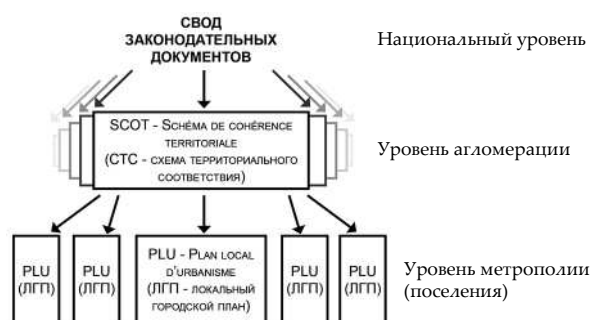 СВОД
ЗАКОНОДАТЕЛЬНЫХ
ДОКУМЕНТОВ
Национальный уровень
SCOT - SCHÉMA DE COHÉRENCE
TERRITORIALE
(СТС - СХЕМА ТЕРРИТОРИАЛЬНОГО
СООТВЕТСТВИЯ)
Уровень агломерации
PLU
(ЛГП)
PLU
(ЛГП)
PLU - PLAN LOCAL
D'URBANISME
(ЛГП - ЛОКАЛЬНЫЙ
ГОРОДСКОЙ ПЛАН)
PLU
(ЛГП)
PLU
(ЛГП)
Уровень метрополии
(поселения)